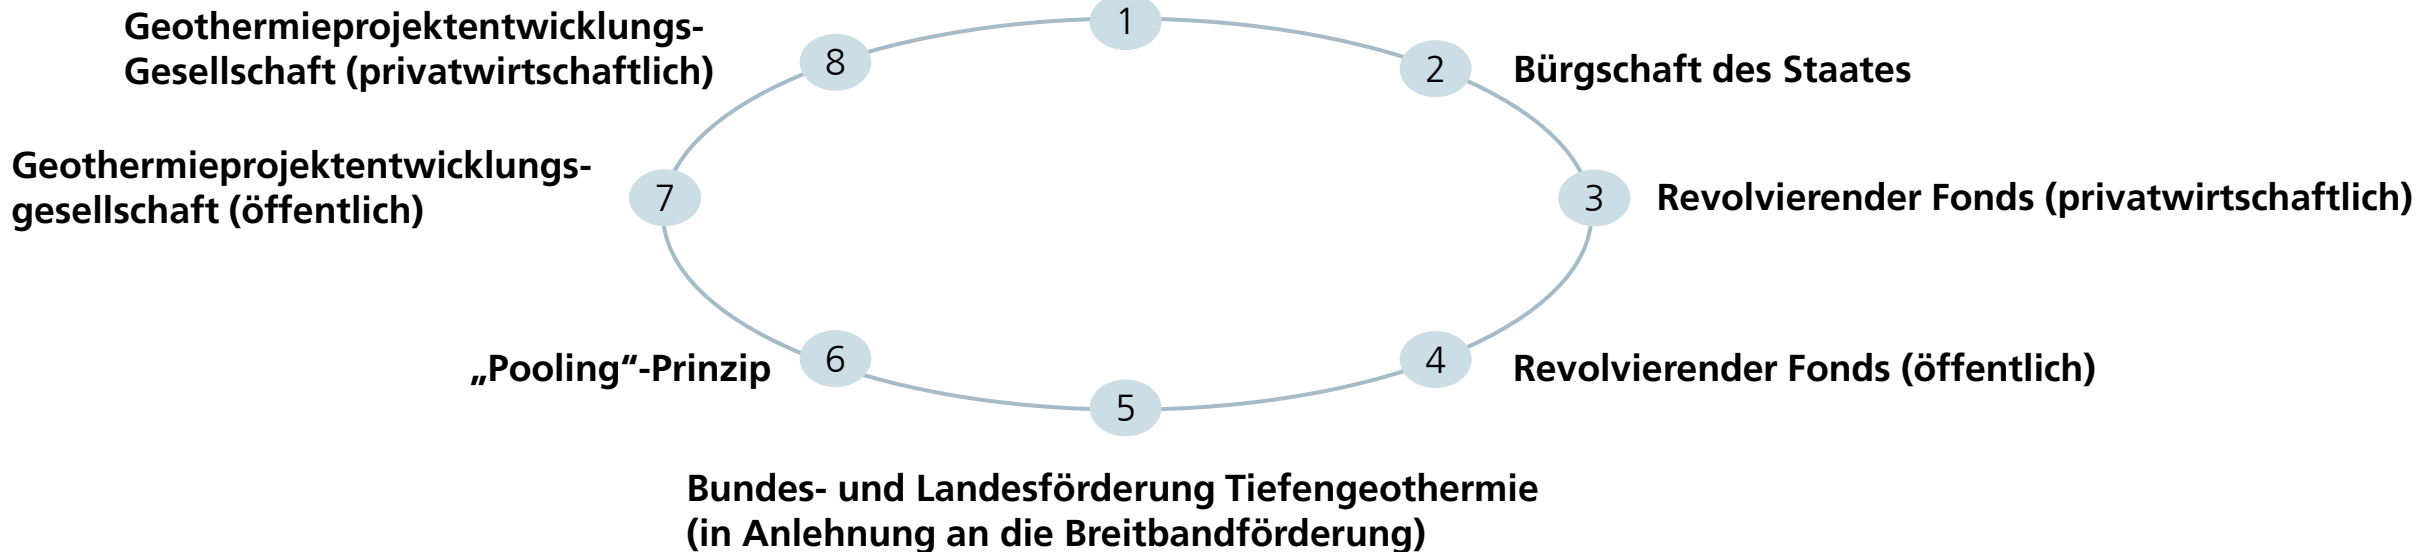 1
2
Bürgschaft des Staates
3
Revolvierender Fonds (privatwirtschaftlich)
4
Revolvierender Fonds (öffentlich)
5
Bundes- und Landesförderung Tiefengeothermie
(in Anlehnung an die Breitbandförderung)
6
„Pooling“-Prinzip
7
Geothermieprojektentwicklungs-
gesellschaft (öffentlich)
8
Geothermieprojektentwicklungs-
Gesellschaft (privatwirtschaftlich)